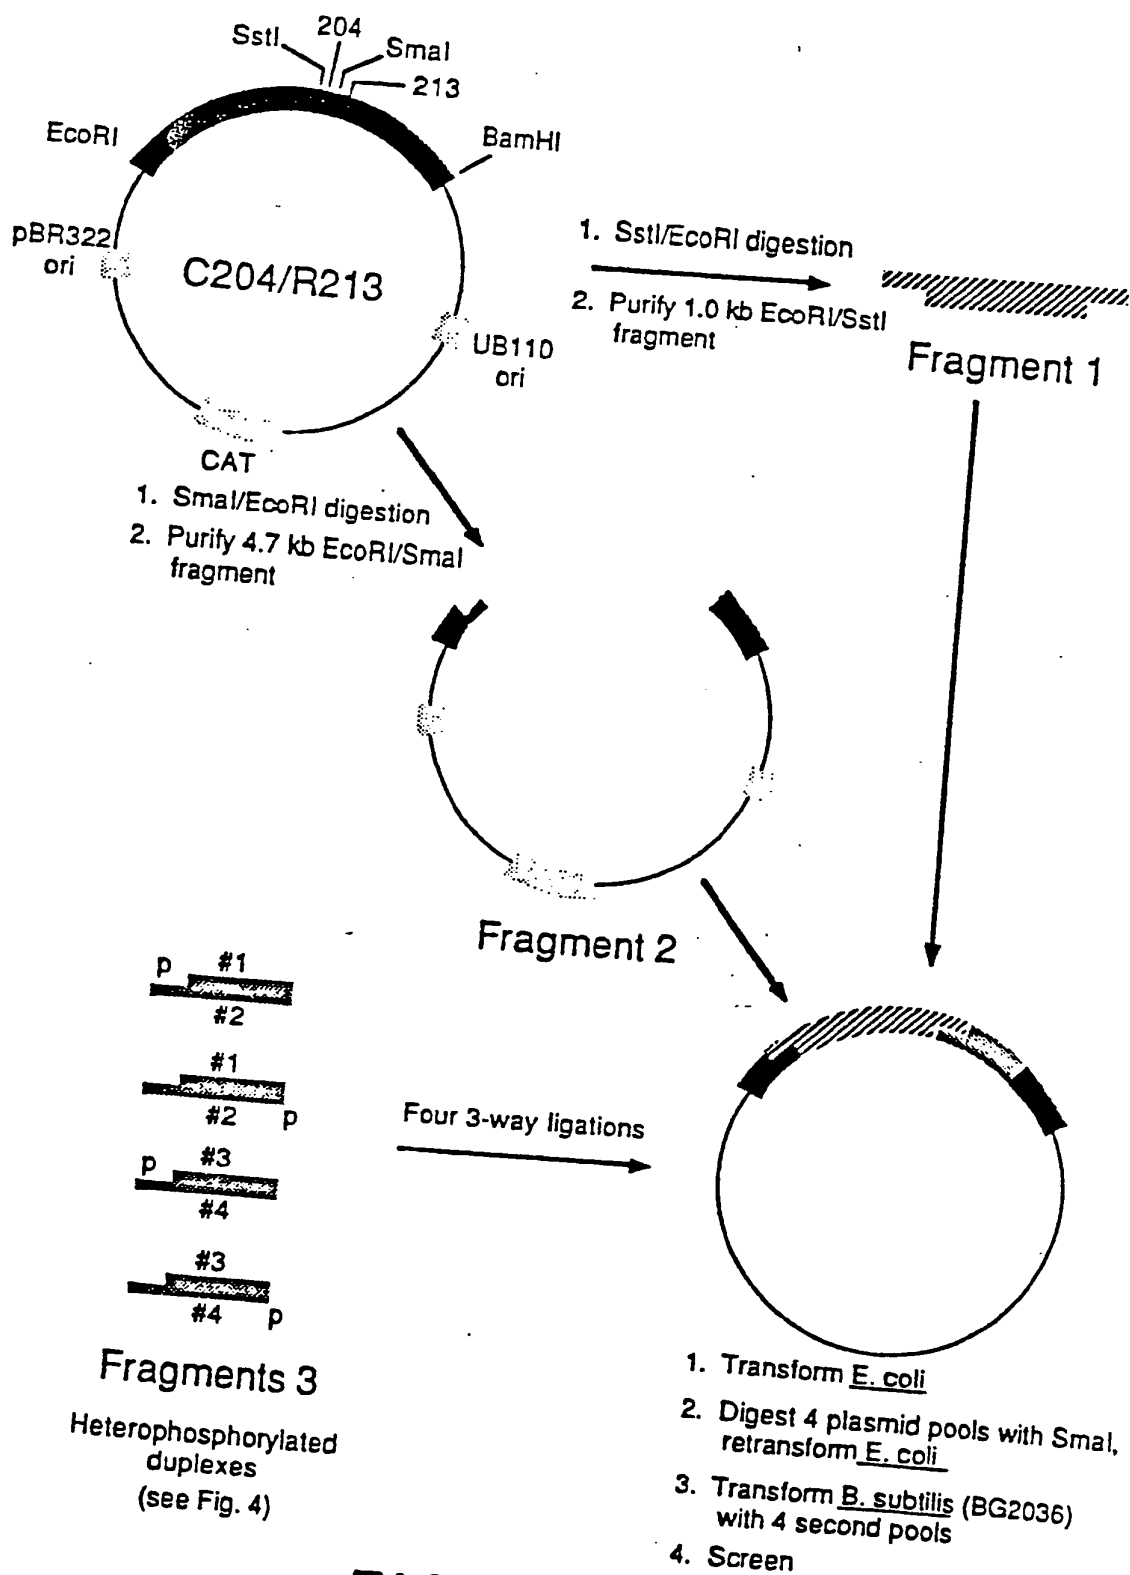 SstI
204
SmaI
213
EcoRI
BamHI
pBR322
ori
C204/R213
UB110
ori
CAT
1. SstI/EcoRI digestion
2. Purify 1.0 kb EcoRI/SstI
fragment
Fragment 1
1. SmaI/EcoRI digestion
2. Purify 4.7 kb EcoRI/SmaI
fragment
Fragment 2
p #1
#2
#1
#2 p
p #3
#4
#3
#4 p
Fragments 3
Heterophosphorylated
duplexes
(see Fig. 4)
Four 3-way ligations
1. Transform E. coli
2. Digest 4 plasmid pools with SmaI,
retransform E. coli
3. Transform B. subtilis (BG2036)
with 4 second pools
4. Screen